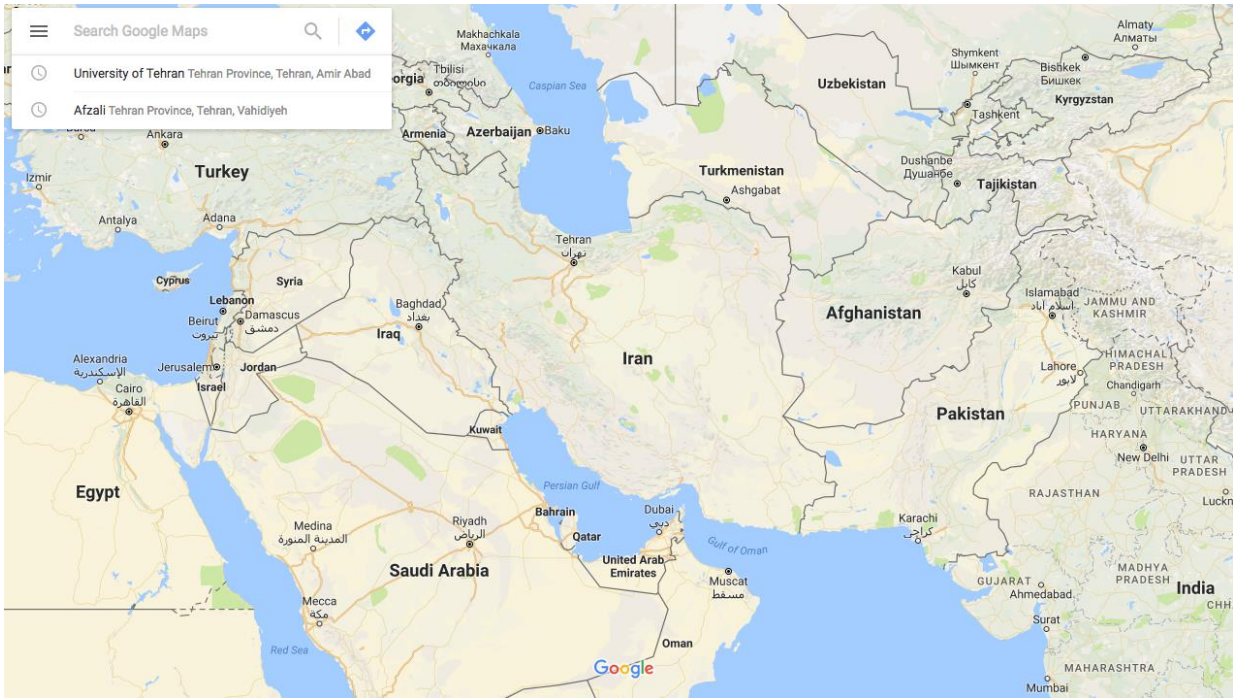 Search Google Maps
University of Tehran Tehran Province, Tehran, Amir Abad
Afzali Tehran Province, Tehran, Vahidiyeh
Makhachkala
Махачкала
Tbilisi
თბილისი
orgia
Caspian Sea
Armenia
Azerbaijan
Baku
Ankara
Turkey
Izmir
Antalya
Adana
Uzbekistan
Almaty
Алматы
Shymkent
Шымкент
Bishkek
Бишкек
Kyrgyzstan
Tashkent
Turkmenistan
Ashgabat
Dushanbe
Душанбе
Tajikistan
Tehran
تهران
Cyprus
Syria
Lebanon
Beirut
بيروت
Damascus
دمشق
Baghdad
بغداد
Iraq
Iran
Kabul
کابل
Afghanistan
Islamabad
اسلام آباد
JAMMU AND
KASHMIR
Alexandria
الإسكندرية
Jerusalem
Jordan
Israel
Cairo
القاهرة
Lahore
لاہور
HIMACHAL
PRADESH
Chandigarh
PUNJAB
UTTARAKHAND
Pakistan
Kuwait
HARYANA
New Delhi
UTTAR
PRADESH
Egypt
Persian Gulf
RAJASTHAN
Luckn
Medina
المدينة المنورة
Riyadh
الرياض
Bahrain
Qatar
Dubai
دبي
Karachi
کراچی
Gulf of Oman
United Arab
Emirates
Saudi Arabia
Muscat
مسقط
GUJARAT
Ahmedabad
MADHYA
PRADESH
India
CHH
Mecca
مكة
Surat
Red Sea
Oman
Google
MAHARASHTRA
Mumbai